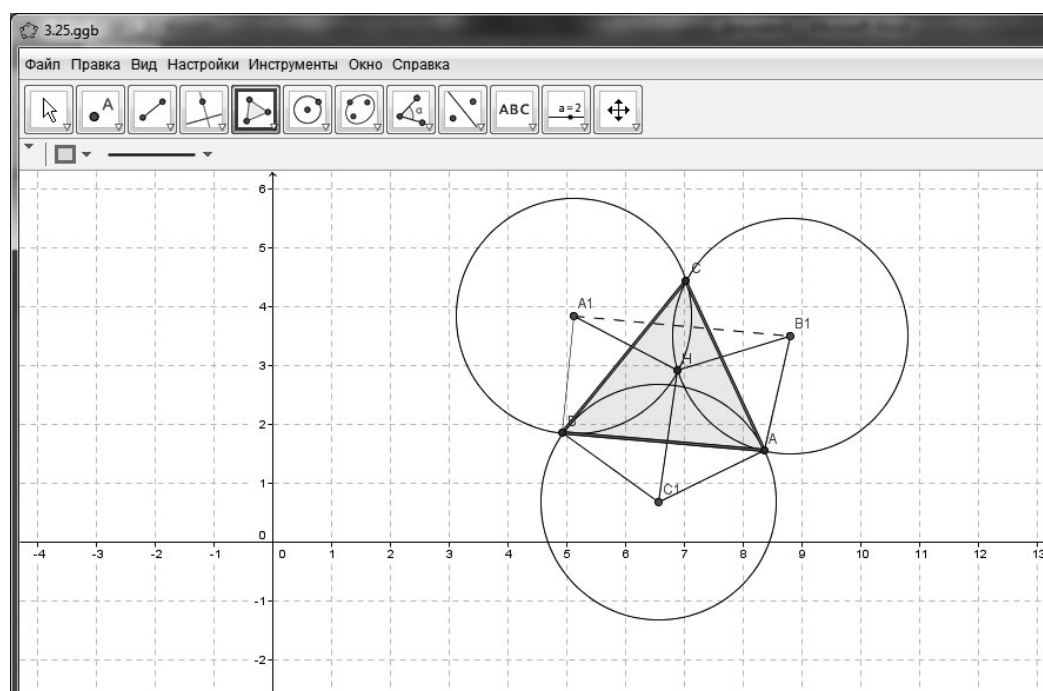 3.25.ggb
Файл Правка Вид Настройки Инструменты Окно Справка
A
α
ABC
a=2
6
5
C
4
A1
B1
3
H
2
B
A
1
C1
0
-4 -3 -2 -1 0 1 2 3 4 5 6 7 8 9 10 11 12 13
-1
-2